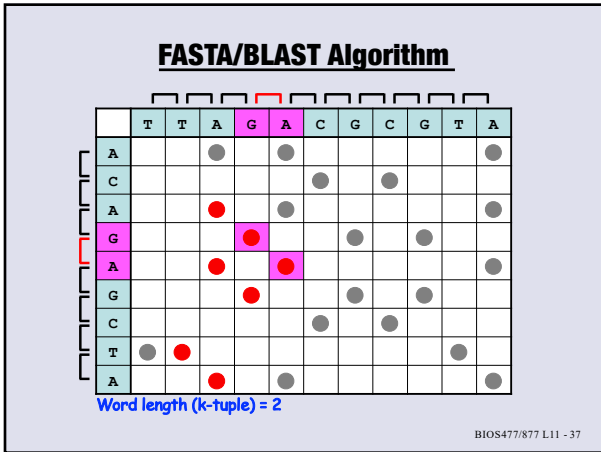 FASTA/BLAST Algorithm
T T A G A C G C G T A
A
C
A
G
A
G
C
T
A
Word length (k-tuple) = 2
BIOS477/877 L11 - 37